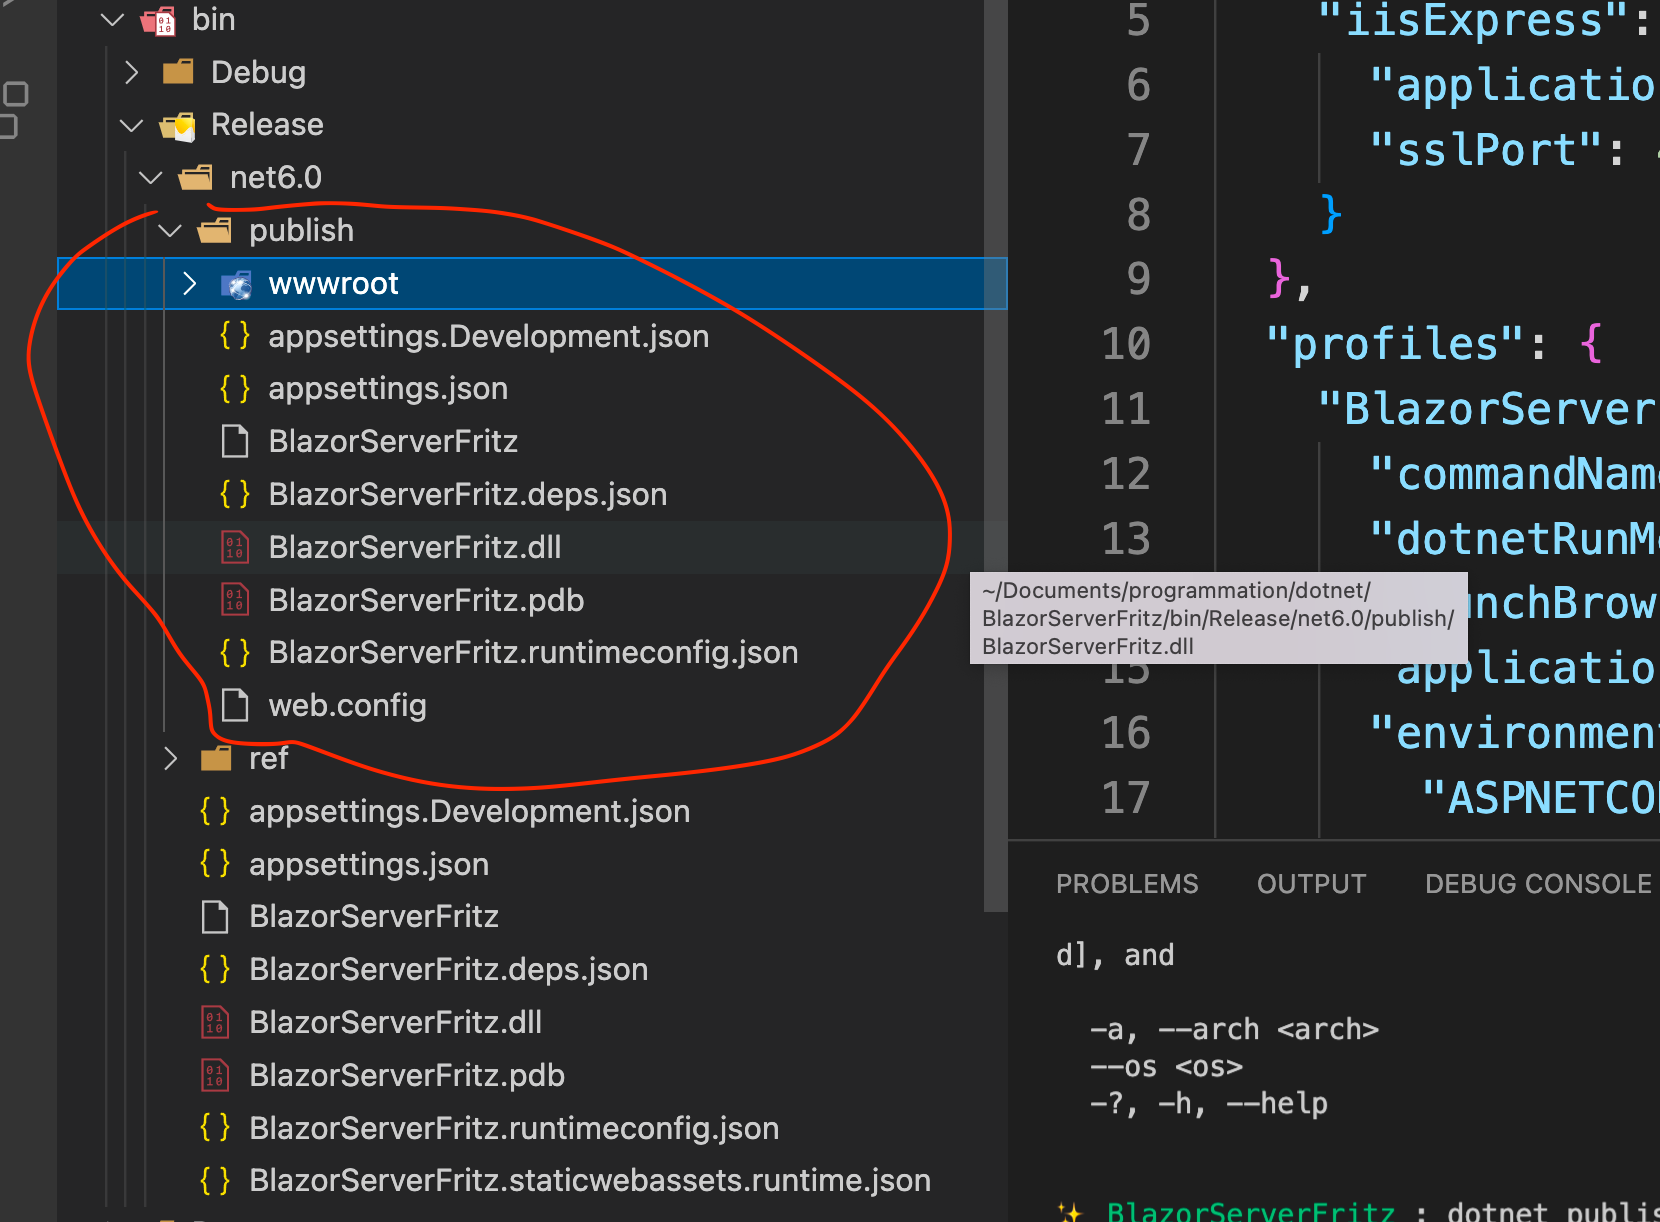 bin
Debug
Release
net6.0
publish
wwwroot
appsettings.Development.json
appsettings.json
BlazorServerFritz
BlazorServerFritz.deps.json
BlazorServerFritz.dll
BlazorServerFritz.pdb
BlazorServerFritz.runtimeconfig.json
web.config
ref
appsettings.Development.json
appsettings.json
BlazorServerFritz
BlazorServerFritz.deps.json
BlazorServerFritz.dll
BlazorServerFritz.pdb
BlazorServerFritz.runtimeconfig.json
BlazorServerFritz.staticwebassets.runtime.json
5 "iisExpress":
6 "applicatio
7 "sslPort":
8 }
9 },
10 "profiles": {
11 "BlazorServer
12 "commandNam
13 "dotnetRunM
nchBrow
15 applicatio
16 "environmen
17 "ASPNETCO
~/Documents/programmation/dotnet/
BlazorServerFritz/bin/Release/net6.0/publish/
BlazorServerFritz.dll
PROBLEMS OUTPUT DEBUG CONSOLE
d], and
-a, --arch <arch>
--os <os>
-?, -h, --help
BlazorServerFritz : dotnet publis